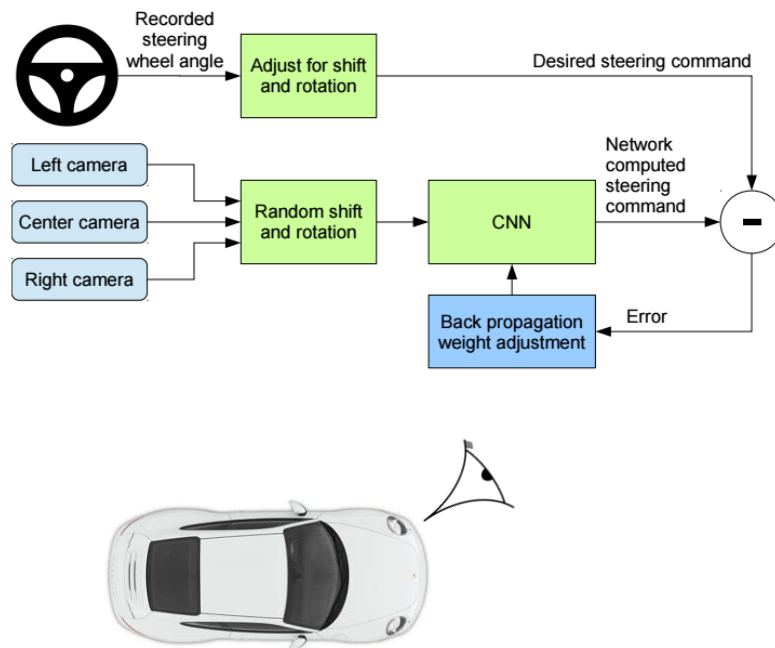 Recorded
steering
wheel angle
Adjust for shift
and rotation
Desired steering command
Left camera
Center camera
Right camera
Random shift
and rotation
CNN
Network
computed
steering
command
-
Back propagation
weight adjustment
Error